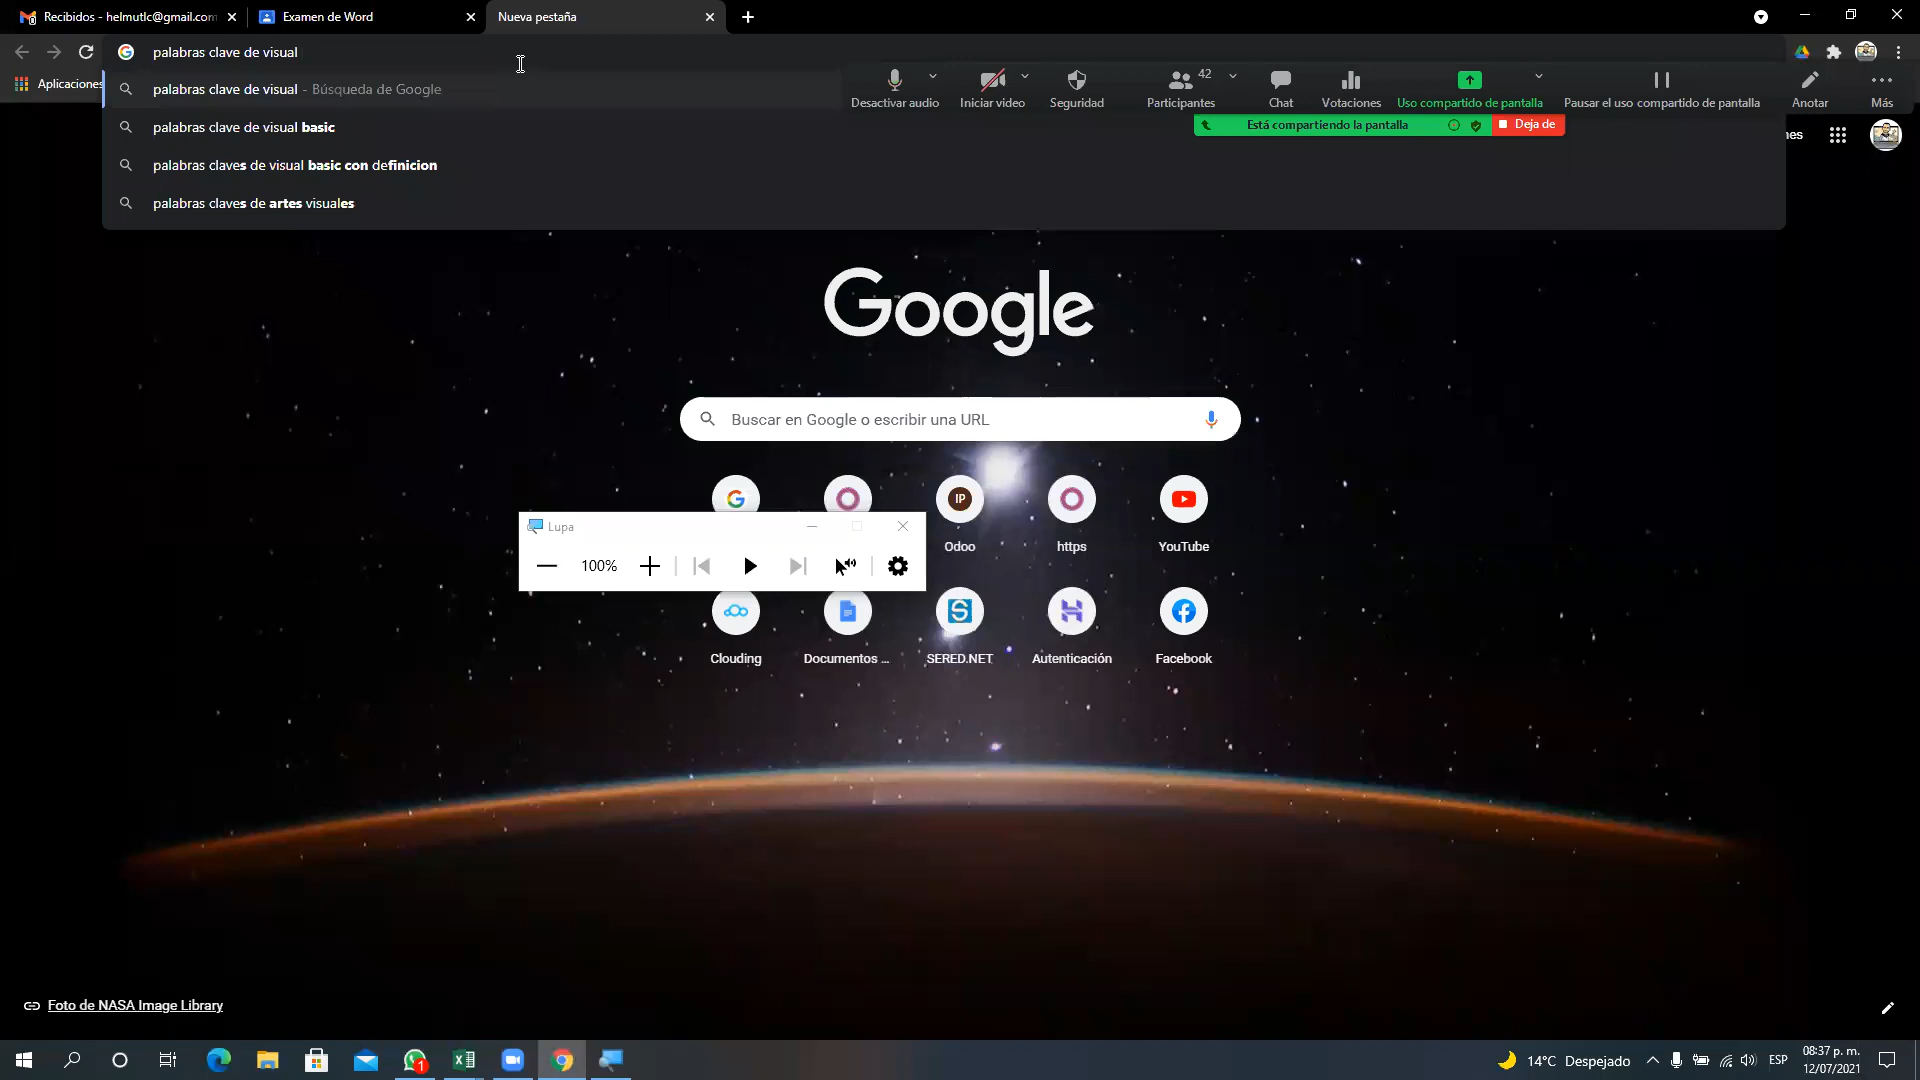 Recibidos - helmutlc@gmail.com
Examen de Word
Nueva pestaña
palabras clave de visual
Aplicaciones
palabras clave de visual - Búsqueda de Google
palabras clave de visual basic
palabras claves de visual basic con definicion
palabras claves de artes visuales
42
Desactivar audio
Iniciar video
Seguridad
Participantes
Chat
Votaciones
Uso compartido de pantalla
Pausar el uso compartido de pantalla
Anotar
Más
Está compartiendo la pantalla
Deja de
nes
Google
Buscar en Google o escribir una URL
IP
Odoo
https
YouTube
Lupa
100%
Clouding
Documentos ...
SERED.NET
Autenticación
Facebook
Foto de NASA Image Library
1
14°C Despejado
ESP
08:37 p. m.
12/07/2021